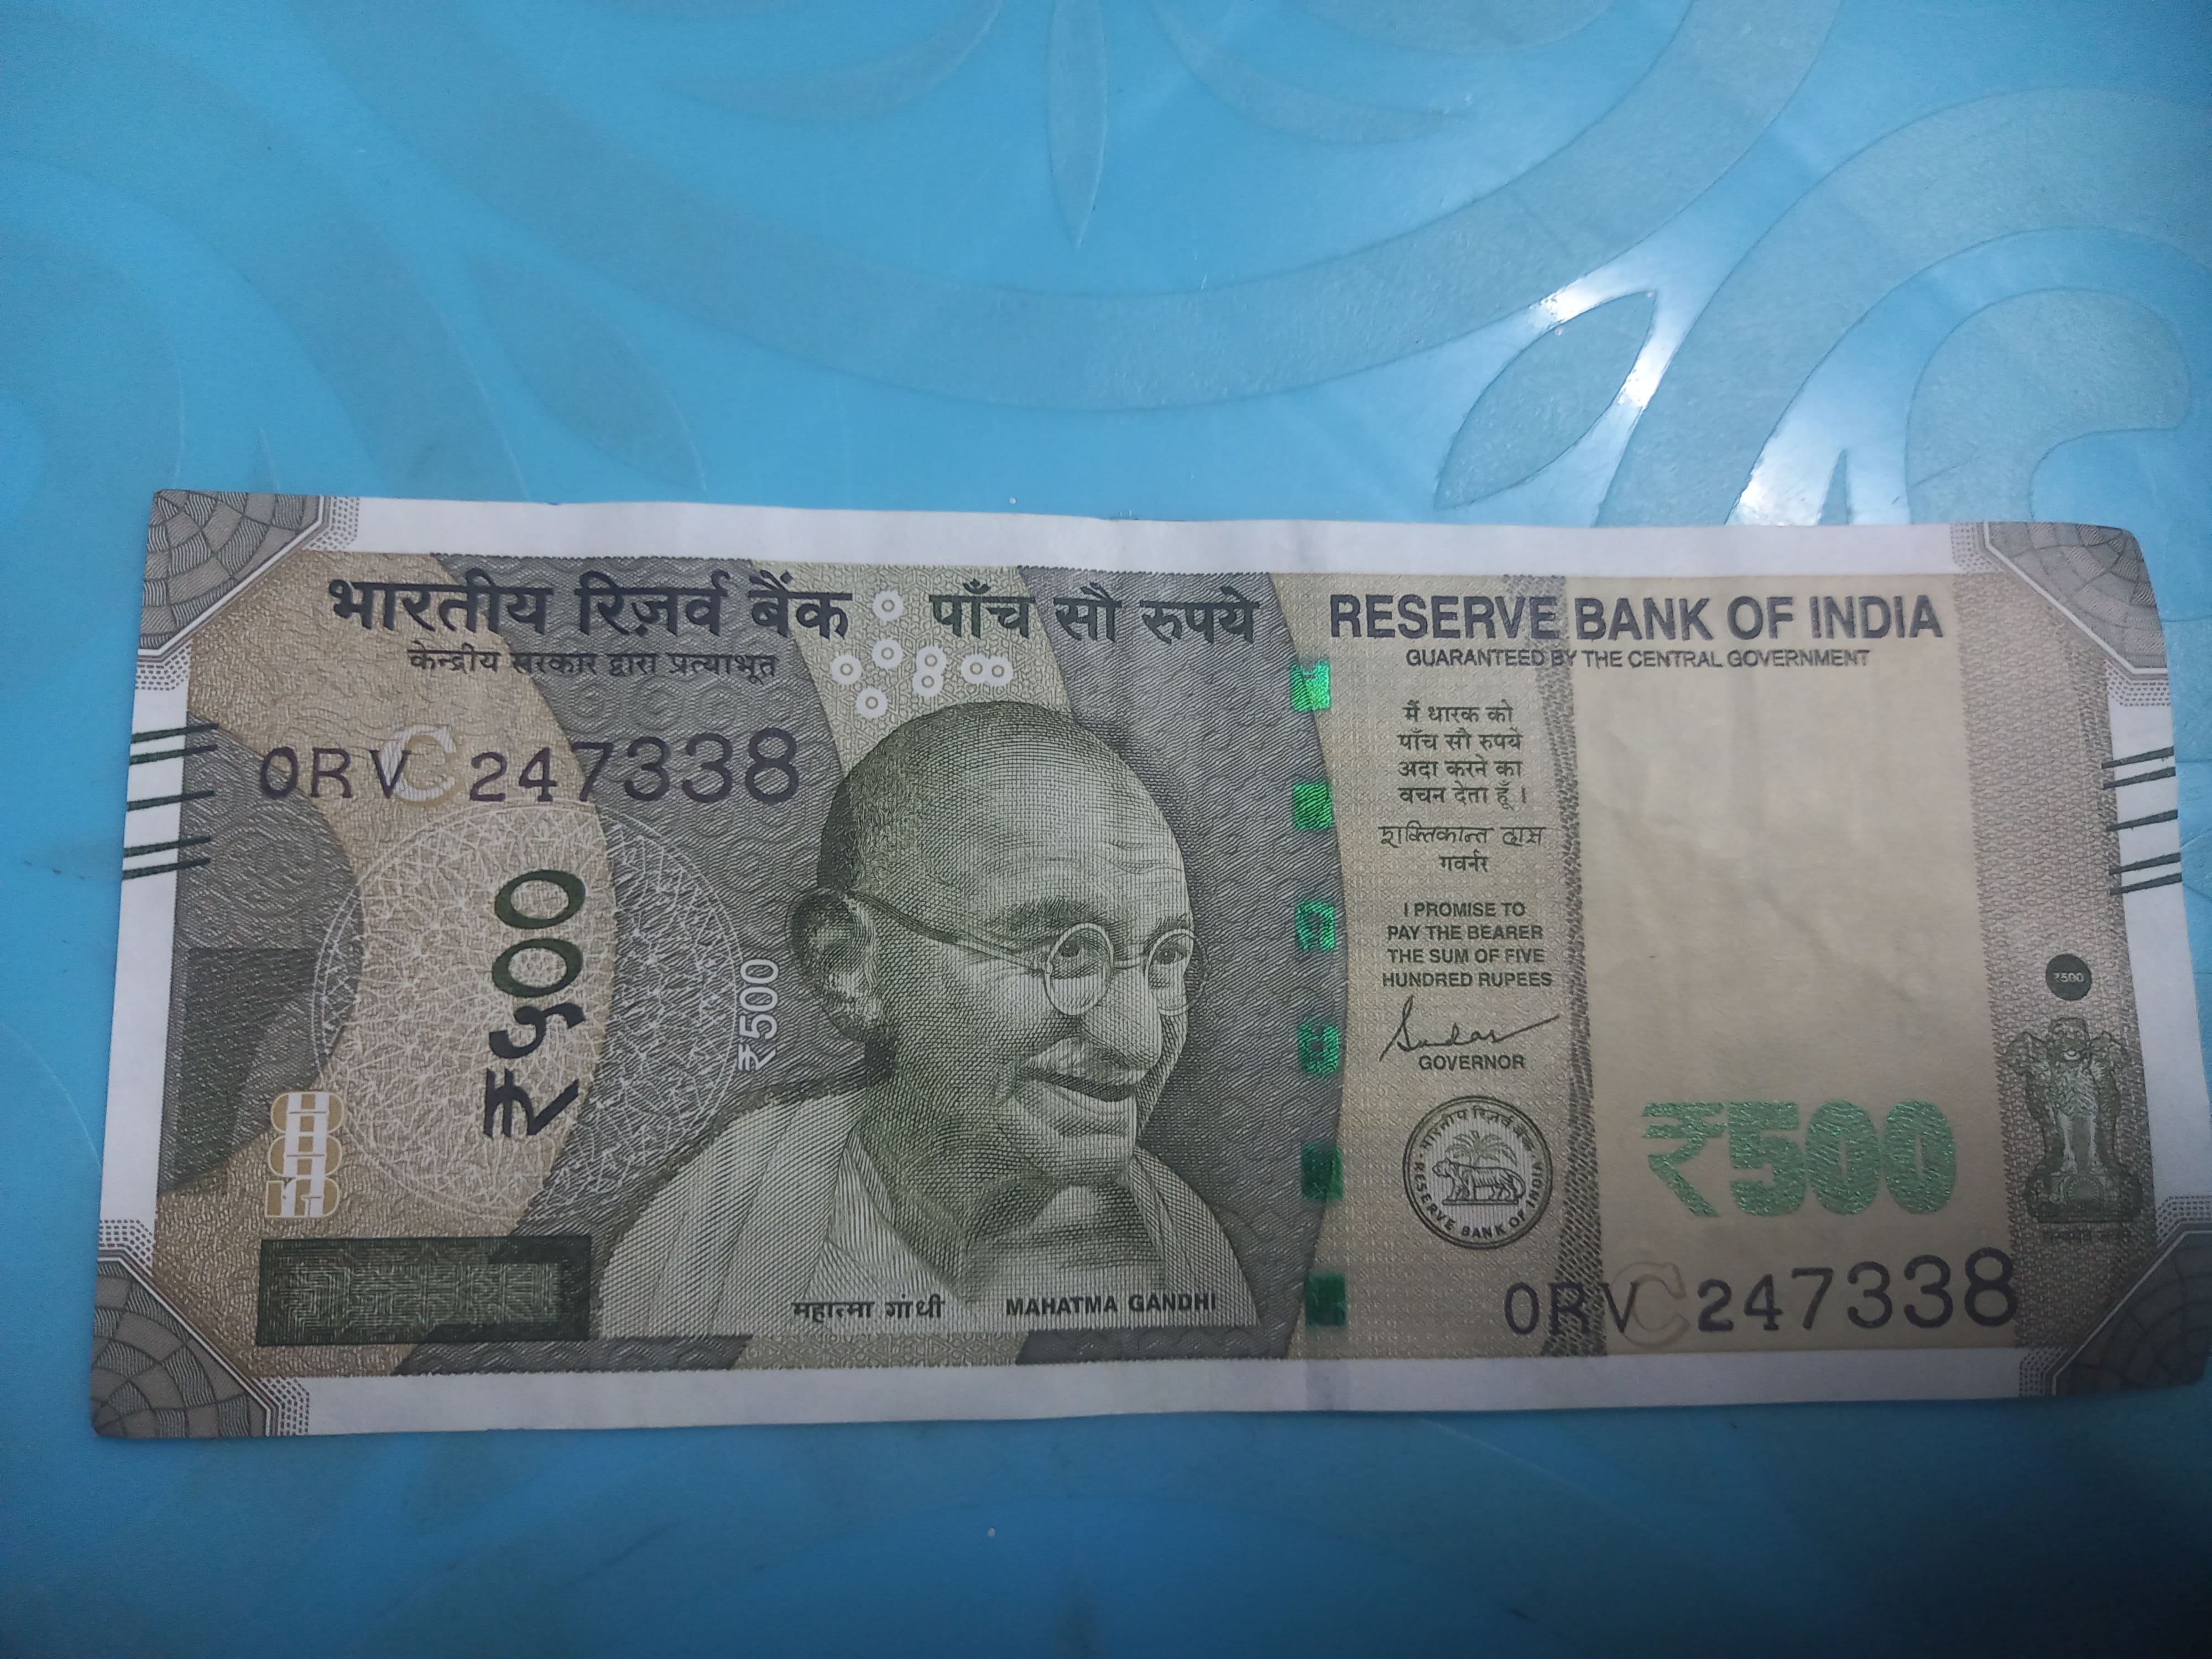 भारतीय रिज़र्व बैंक
केन्द्रीय सरकार द्वारा प्रत्याभूत
पाँच सौ रुपये
RESERVE BANK OF INDIA
GUARANTEED BY THE CENTRAL GOVERNMENT
0RV 247338
C
₹५००
₹500
मैं धारक को
पाँच सौ रुपये
अदा करने का
वचन देता हूँ ।
शक्तिकान्त दास
गवर्नर
I PROMISE TO
PAY THE BEARER
THE SUM OF FIVE
HUNDRED RUPEES
GOVERNOR
भारतीय रिज़र्व बैंक
RESERVE BANK OF INDIA
₹500
₹500
महात्मा गांधी
MAHATMA GANDHI
0RV 247338
C